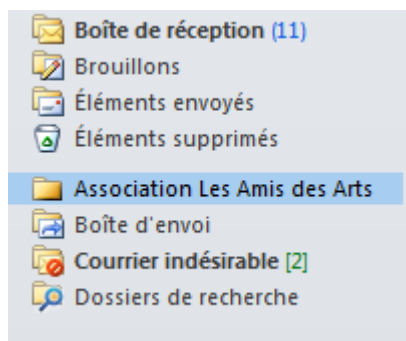 Boîte de réception (11)
Brouillons
Éléments envoyés
Éléments supprimés
Association Les Amis des Arts
Boîte d'envoi
Courrier indésirable [2]
Dossiers de recherche